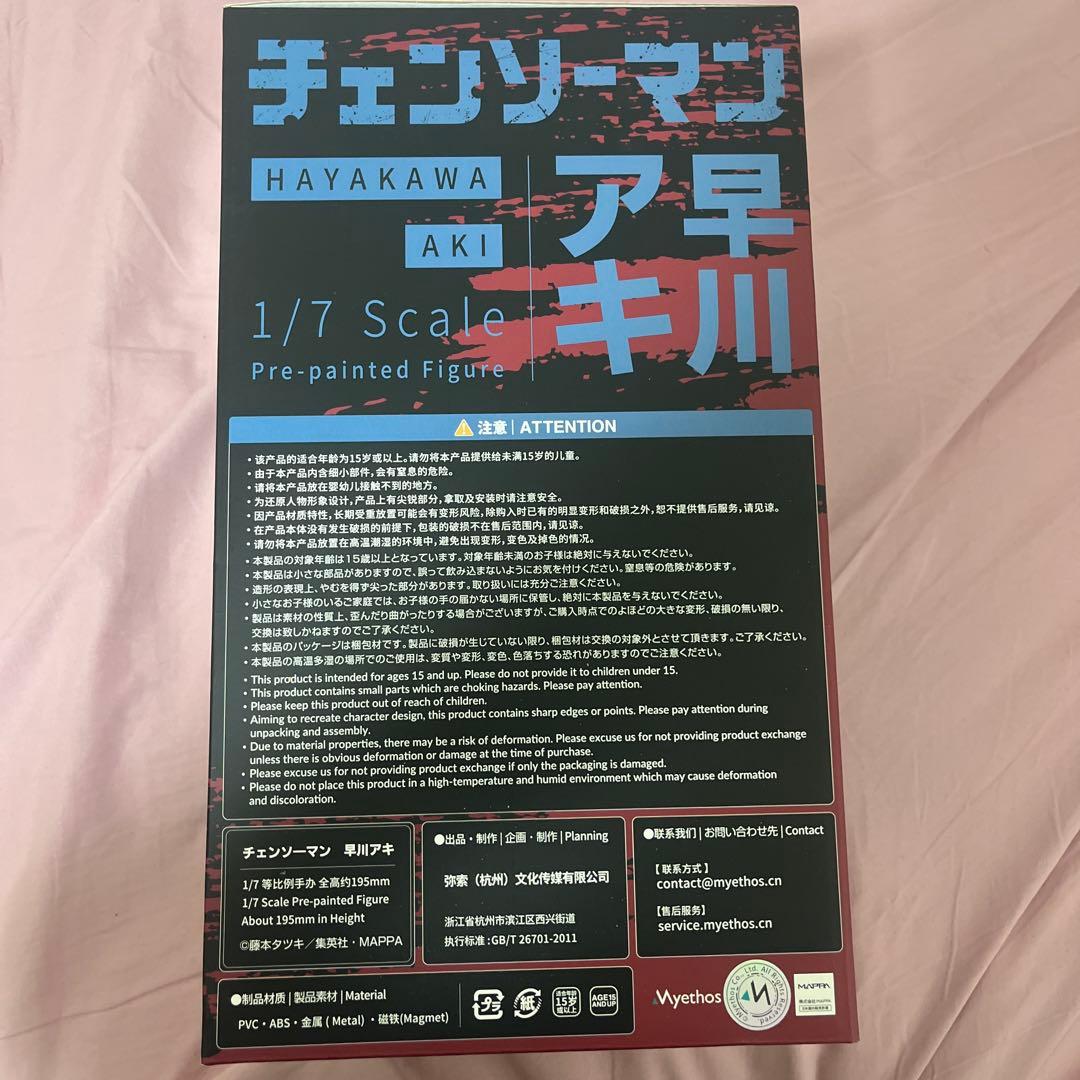 チェンソーマン
HAYAKAWA
AKI
早川
アキ
1/7 Scale
Pre-painted Figure
注意 | ATTENTION
・该产品的适合年龄为15岁或以上。请勿将本产品提供给未满15岁的儿童。
・由于本产品内含细小部件，会有窒息的危险。
・请将本产品放在婴幼儿接触不到的地方。
・为还原人物形象设计，产品上有尖锐部分，拿取及安装时请注意安全。
・因产品材质特性，长期受重放置可能会有变形风险，除购入时已有的明显变形和破损之外，恕不提供售后服务，请见谅。
・在产品本体没有发生破损的前提下，包装的破损不在售后范围内，请见谅。
・请勿将本产品放置在高温潮湿的环境中，避免出现变形，变色及掉色的情况。
・本製品の対象年齢は15歳以上となっています。対象年齢未満のお子様は絶対に与えないでください。
・本製品は小さな部品がありますので、誤って飲み込まないようにお気を付けください。窒息等の危険があります。
・造形の表現上、やむを得ず尖った部分があります。取り扱いには充分ご注意ください。
・小さなお子様のいるご家庭では、お子様の手の届かない場所に保管し、絶対に本製品を与えないでください。
・製品は素材の性質上、歪んだり曲がったりする場合がございますが、ご購入時点でのよほどの大きな変形、破損の無い限り、
交換は致しかねますのでご了承ください。
・本製品のパッケージは梱包材です。製品に破損が生じていない限り、梱包材は交換の対象外とさせて頂きます。ご了承ください。
・本製品の高温多湿の場所でのご使用は、変質や変形、変色、色落ちする恐れがありますのでご注意ください。
・This product is intended for ages 15 and up. Please do not provide it to children under 15.
・This product contains small parts which are choking hazards. Please pay attention.
・Please keep this product out of reach of children.
・Aiming to recreate character design, this product contains sharp edges or points. Please pay attention during
unpacking and assembly.
・Due to material properties, there may be a risk of deformation. Please excuse us for not providing product exchange
unless there is obvious deformation or damage at the time of purchase.
・Please excuse us for not providing product exchange if only the packaging is damaged.
・Please do not place this product in a high-temperature and humid environment which may cause deformation
and discoloration.
チェンソーマン 早川アキ
1/7 等比例手办 全高约195mm
1/7 Scale Pre-painted Figure
About 195mm in Height
©藤本タツキ／集英社・MAPPA
●出品・制作 | 企画・制作 | Planning
弥索（杭州）文化传媒有限公司
浙江省杭州市滨江区西兴街道
执行标准：GB/T 26701-2011
●联系我们 | お問い合わせ先 | Contact
【 联系方式 】
contact@myethos.cn
【售后服务】
service.myethos.cn
●制品材质 | 製品素材 | Material
PVC・ABS・金属 ( Metal )・磁铁(Magmet)
プラ
紙
适合年龄
15岁
或以上
AGE15
AND UP
Myethos
©Myethos Co., Ltd. All Rights Reserved.
MAPPA
株式会社MAPPA